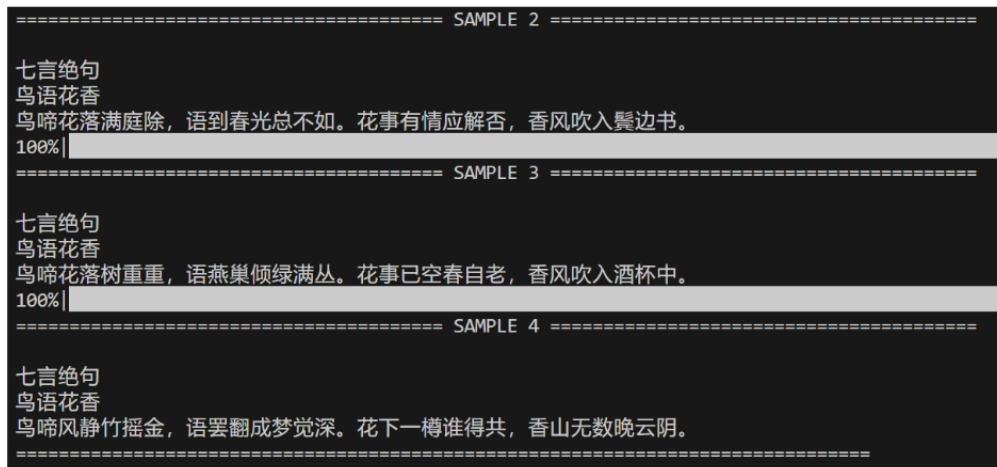 ======================================== SAMPLE 2 ========================================
七言绝句
鸟语花香
鸟啼花落满庭除，语到春光总不如。花事有情应解否，香风吹入鬓边书。
100%|
======================================== SAMPLE 3 ========================================
七言绝句
鸟语花香
鸟啼花落树重重，语燕巢倾绿满丛。花事已空春自老，香风吹入酒杯中。
100%|
======================================== SAMPLE 4 ========================================
七言绝句
鸟语花香
鸟啼风静竹摇金，语罢翻成梦觉深。花下一樽谁得共，香山无数晚云阴。
================================================================================